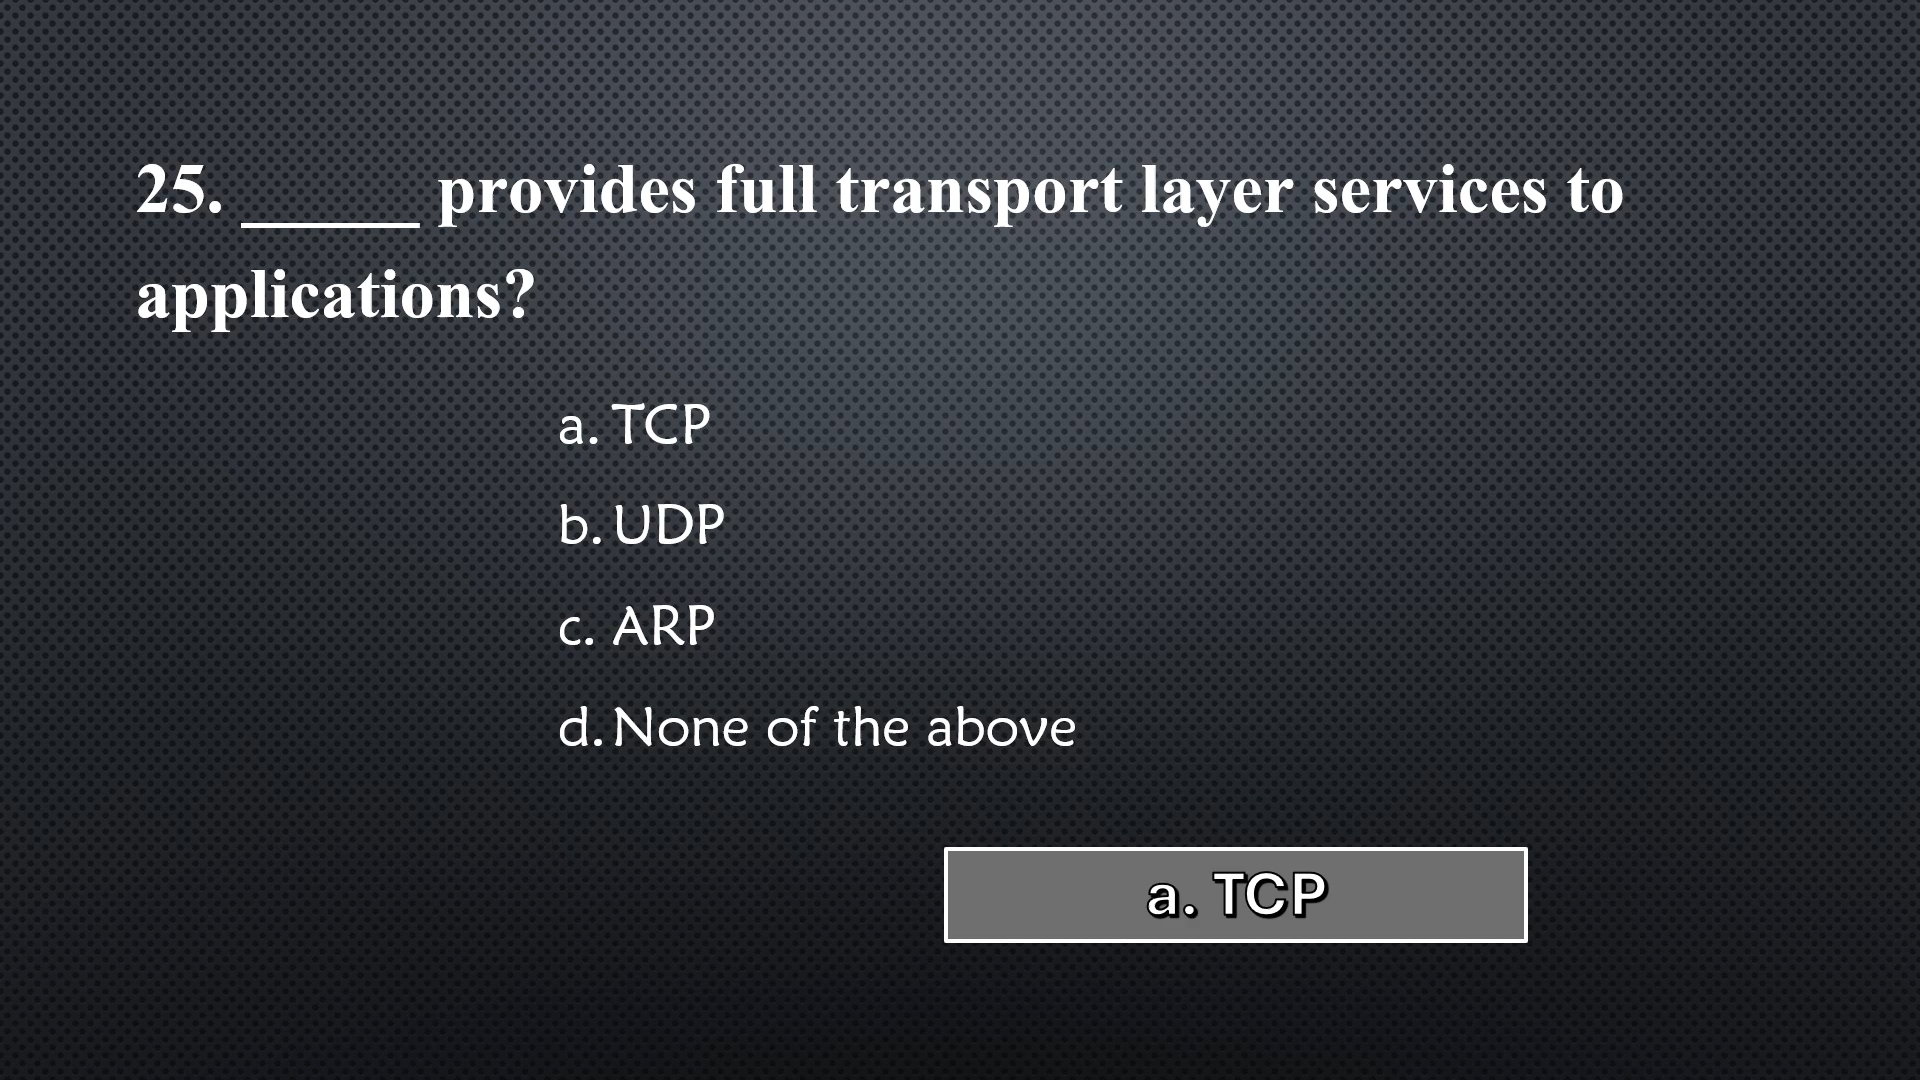 25. _____ provides full transport layer services to
applications?
a. TCP
b. UDP
c. ARP
d. None of the above
a. TCP